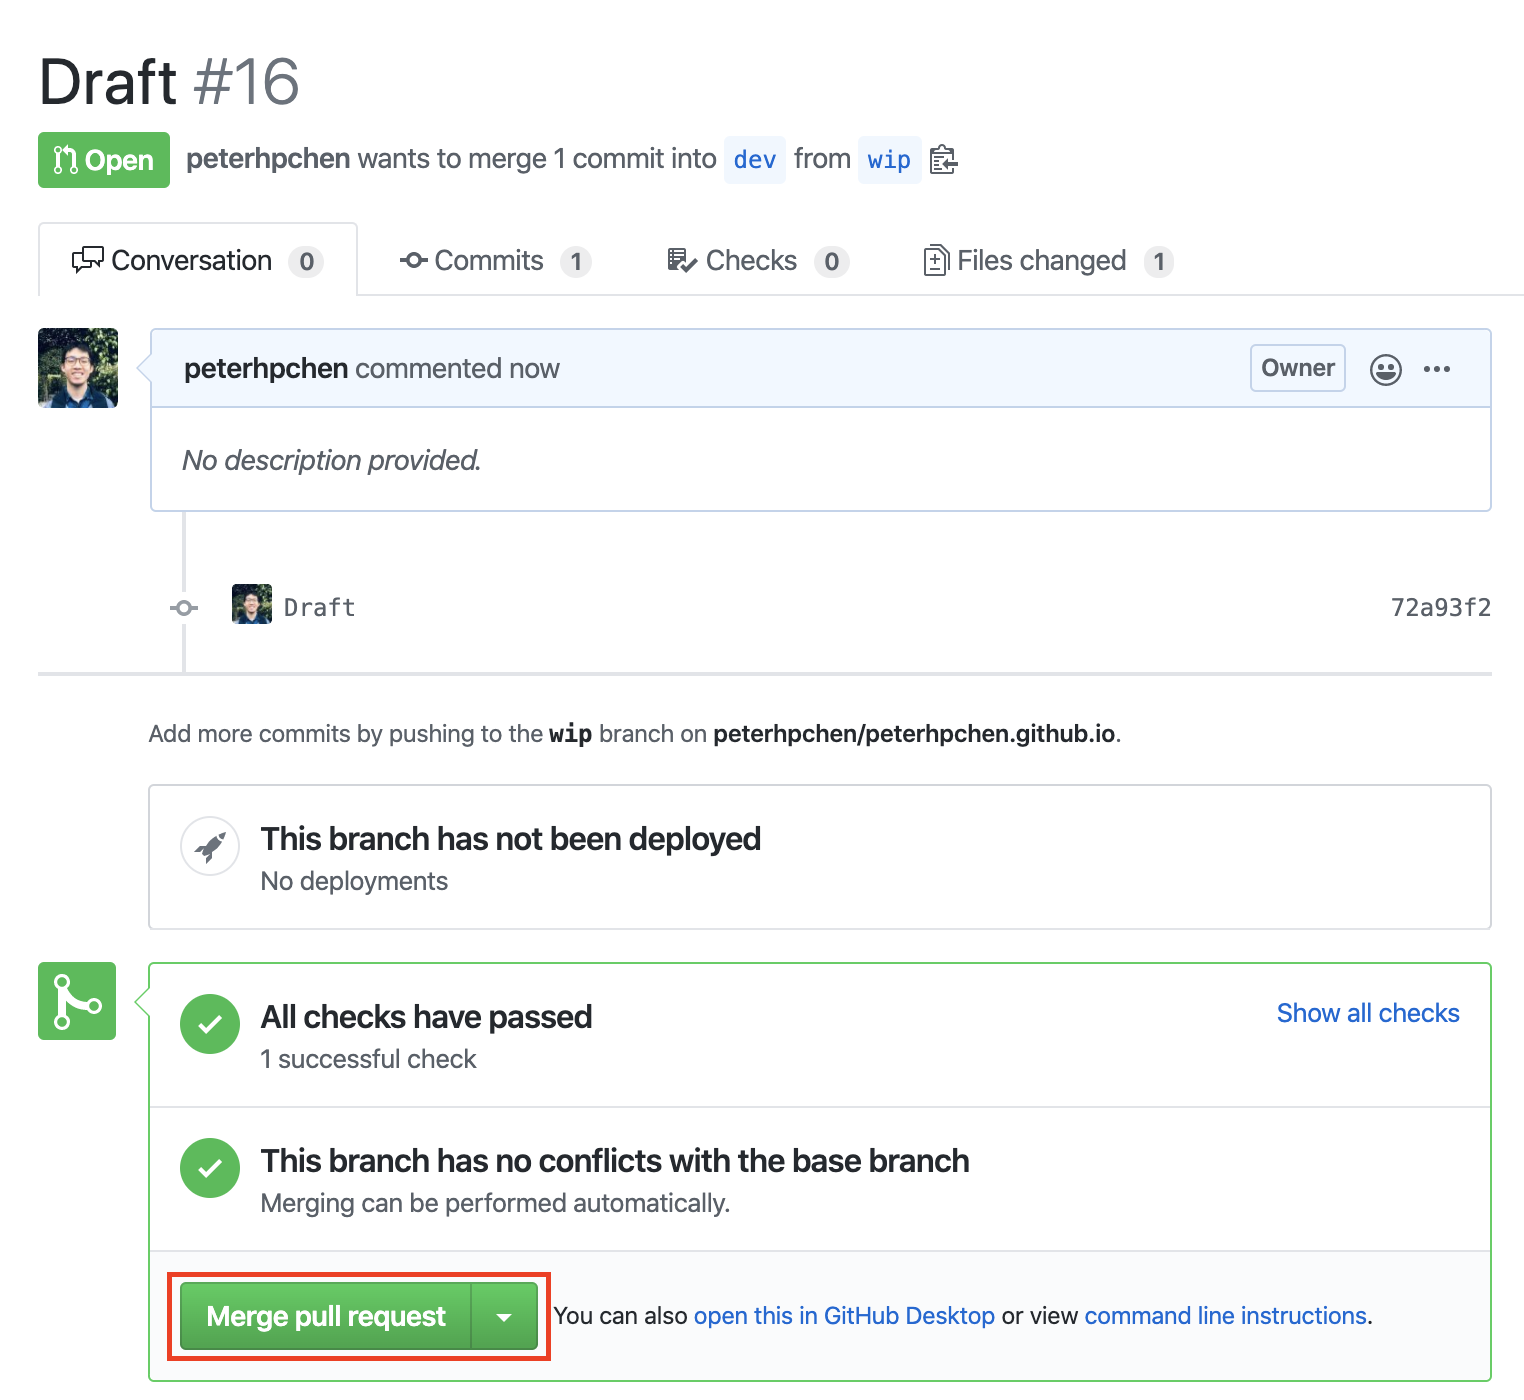 Draft #16
Open peterhpchen wants to merge 1 commit into dev from wip
Conversation 0 Commits 1 Checks 0 Files changed 1
peterhpchen commented now Owner
No description provided.
Draft 72a93f2
Add more commits by pushing to the wip branch on peterhpchen/peterhpchen.github.io.
This branch has not been deployed
No deployments
All checks have passed Show all checks
1 successful check
This branch has no conflicts with the base branch
Merging can be performed automatically.
Merge pull request You can also open this in GitHub Desktop or view command line instructions.